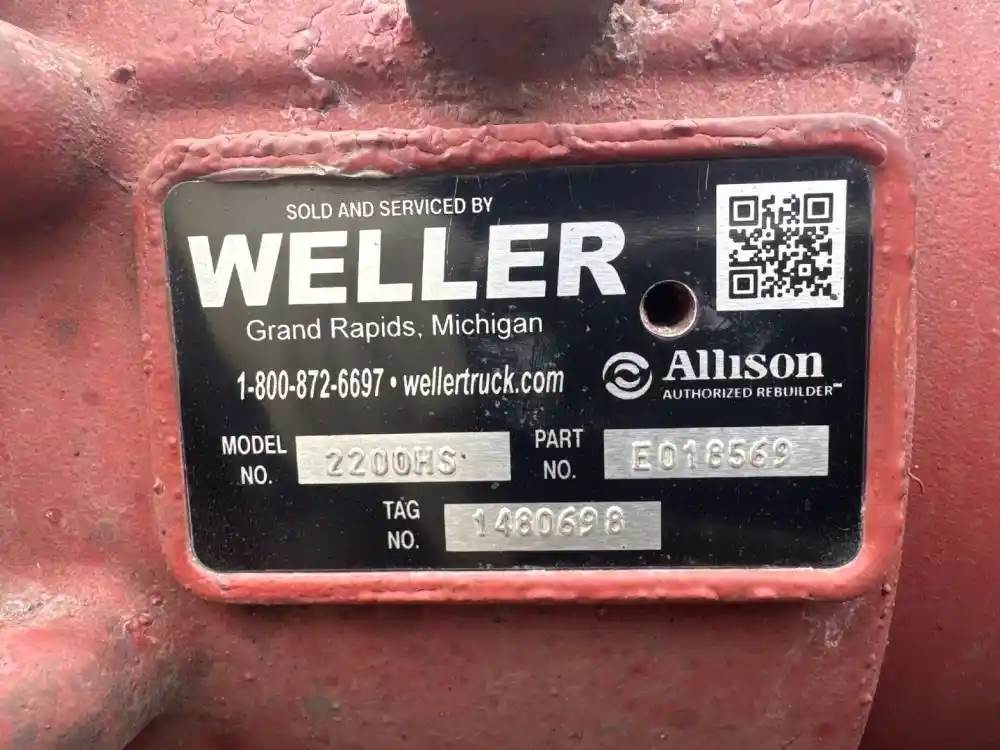 SOLD AND SERVICED BY
WELLER
Grand Rapids, Michigan
1-800-872-6697 • wellertruck.com
Allison
AUTHORIZED REBUILDER℠
MODEL NO. 2200HS
PART NO. E018569
TAG NO. 1480698